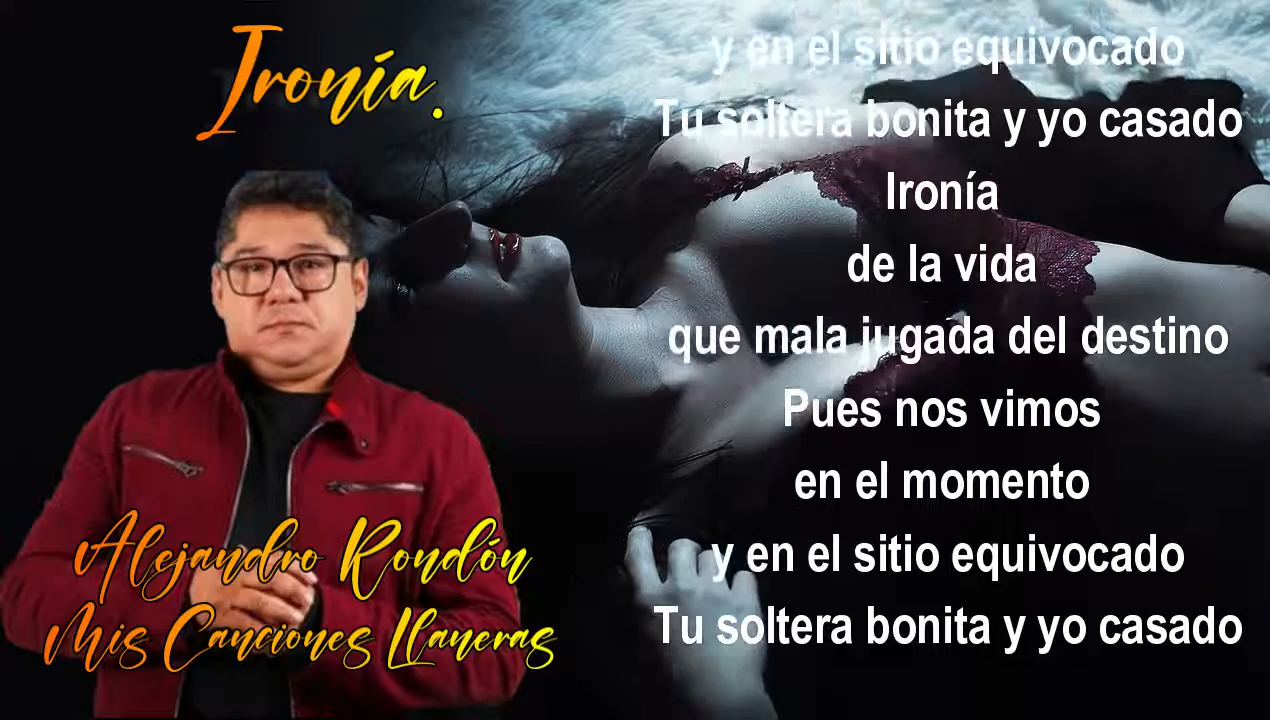 Ironía.
Alejandro Rondón
Mis Canciones Llaneras
y en el sitio equivocado
Tu soltera bonita y yo casado
Ironía
de la vida
que mala jugada del destino
Pues nos vimos
en el momento
y en el sitio equivocado
Tu soltera bonita y yo casado